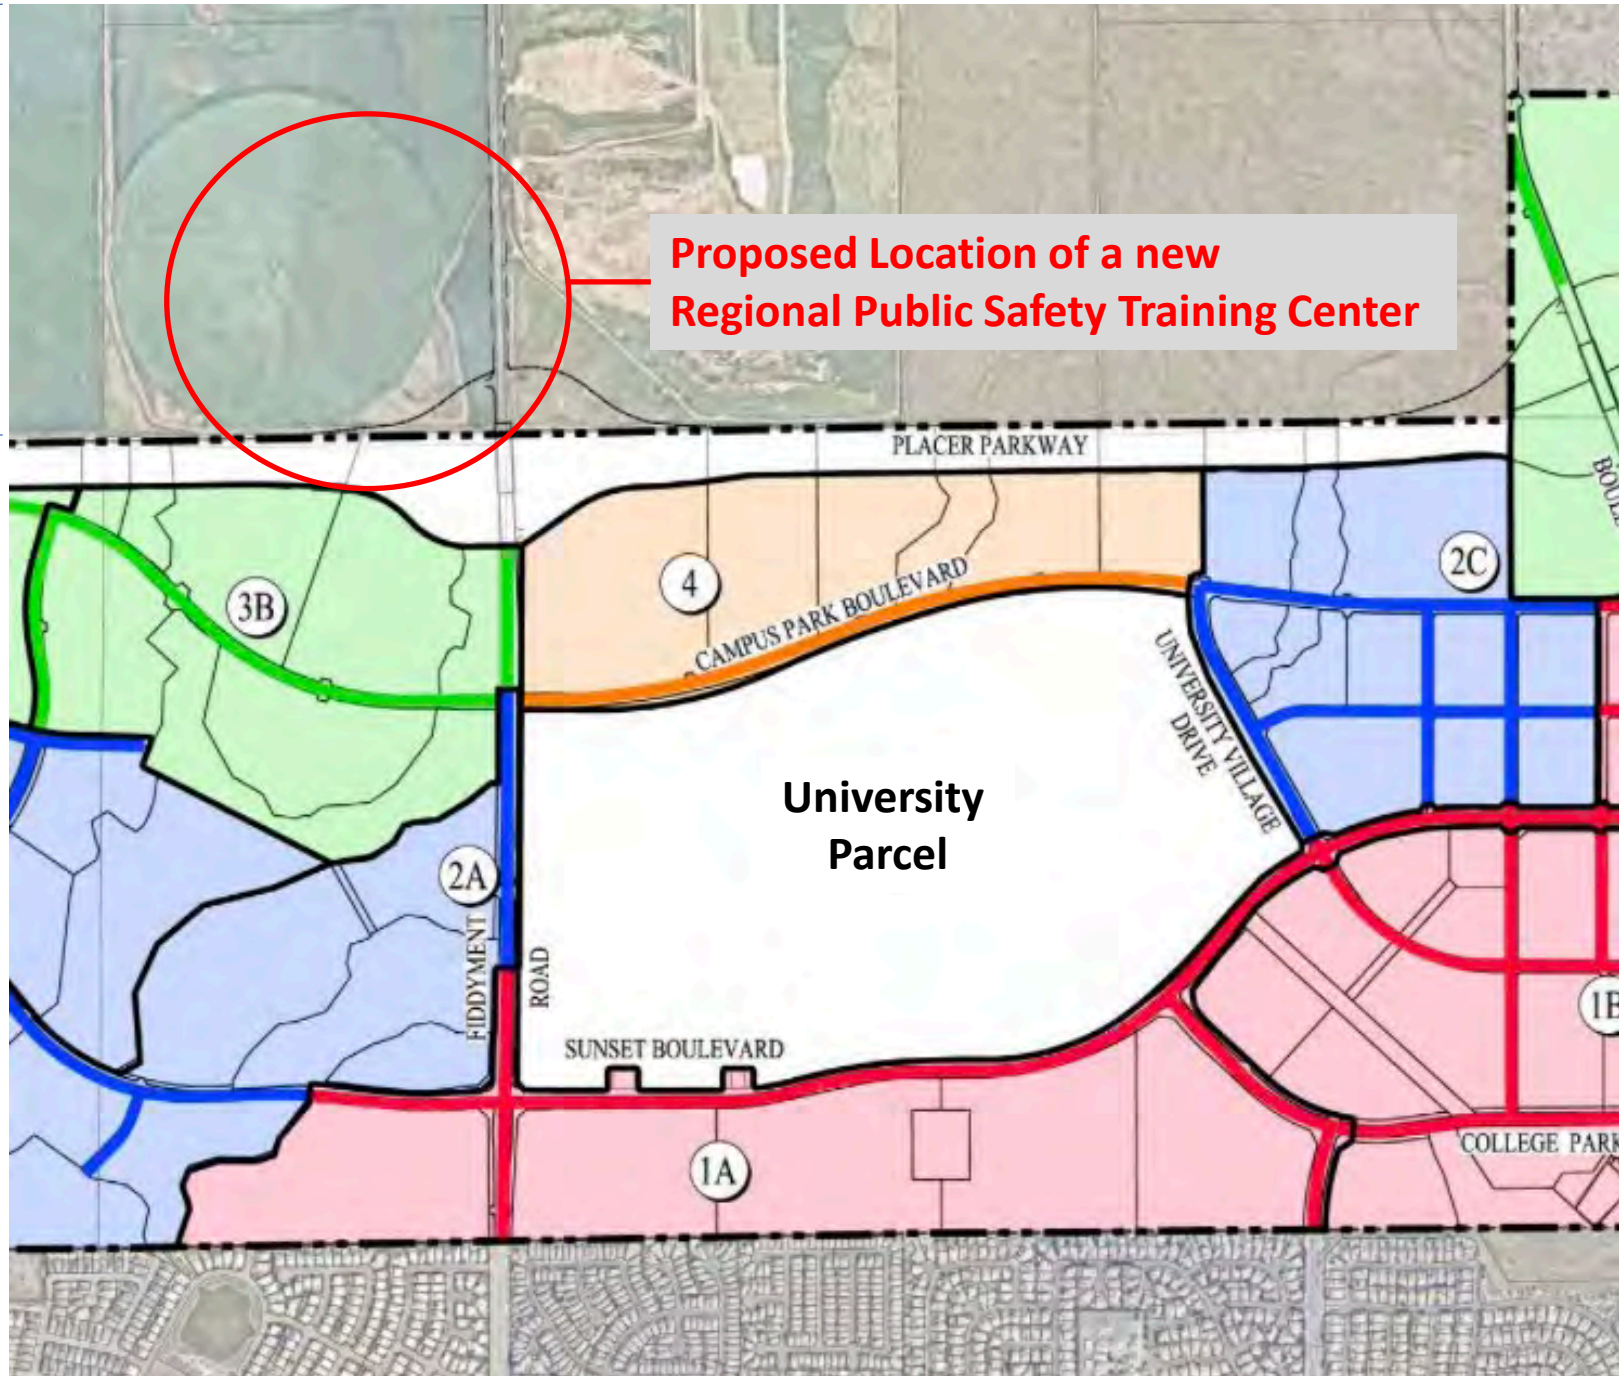 Proposed Location of a new
Regional Public Safety Training Center
PLACER PARKWAY
2C
4
3B
CAMPUS PARK BOULEVARD
UNIVERSITY VILLAGE
DRIVE
University
Parcel
2A
FIDDYMENT
ROAD
1B
SUNSET BOULEVARD
COLLEGE PARK
1A